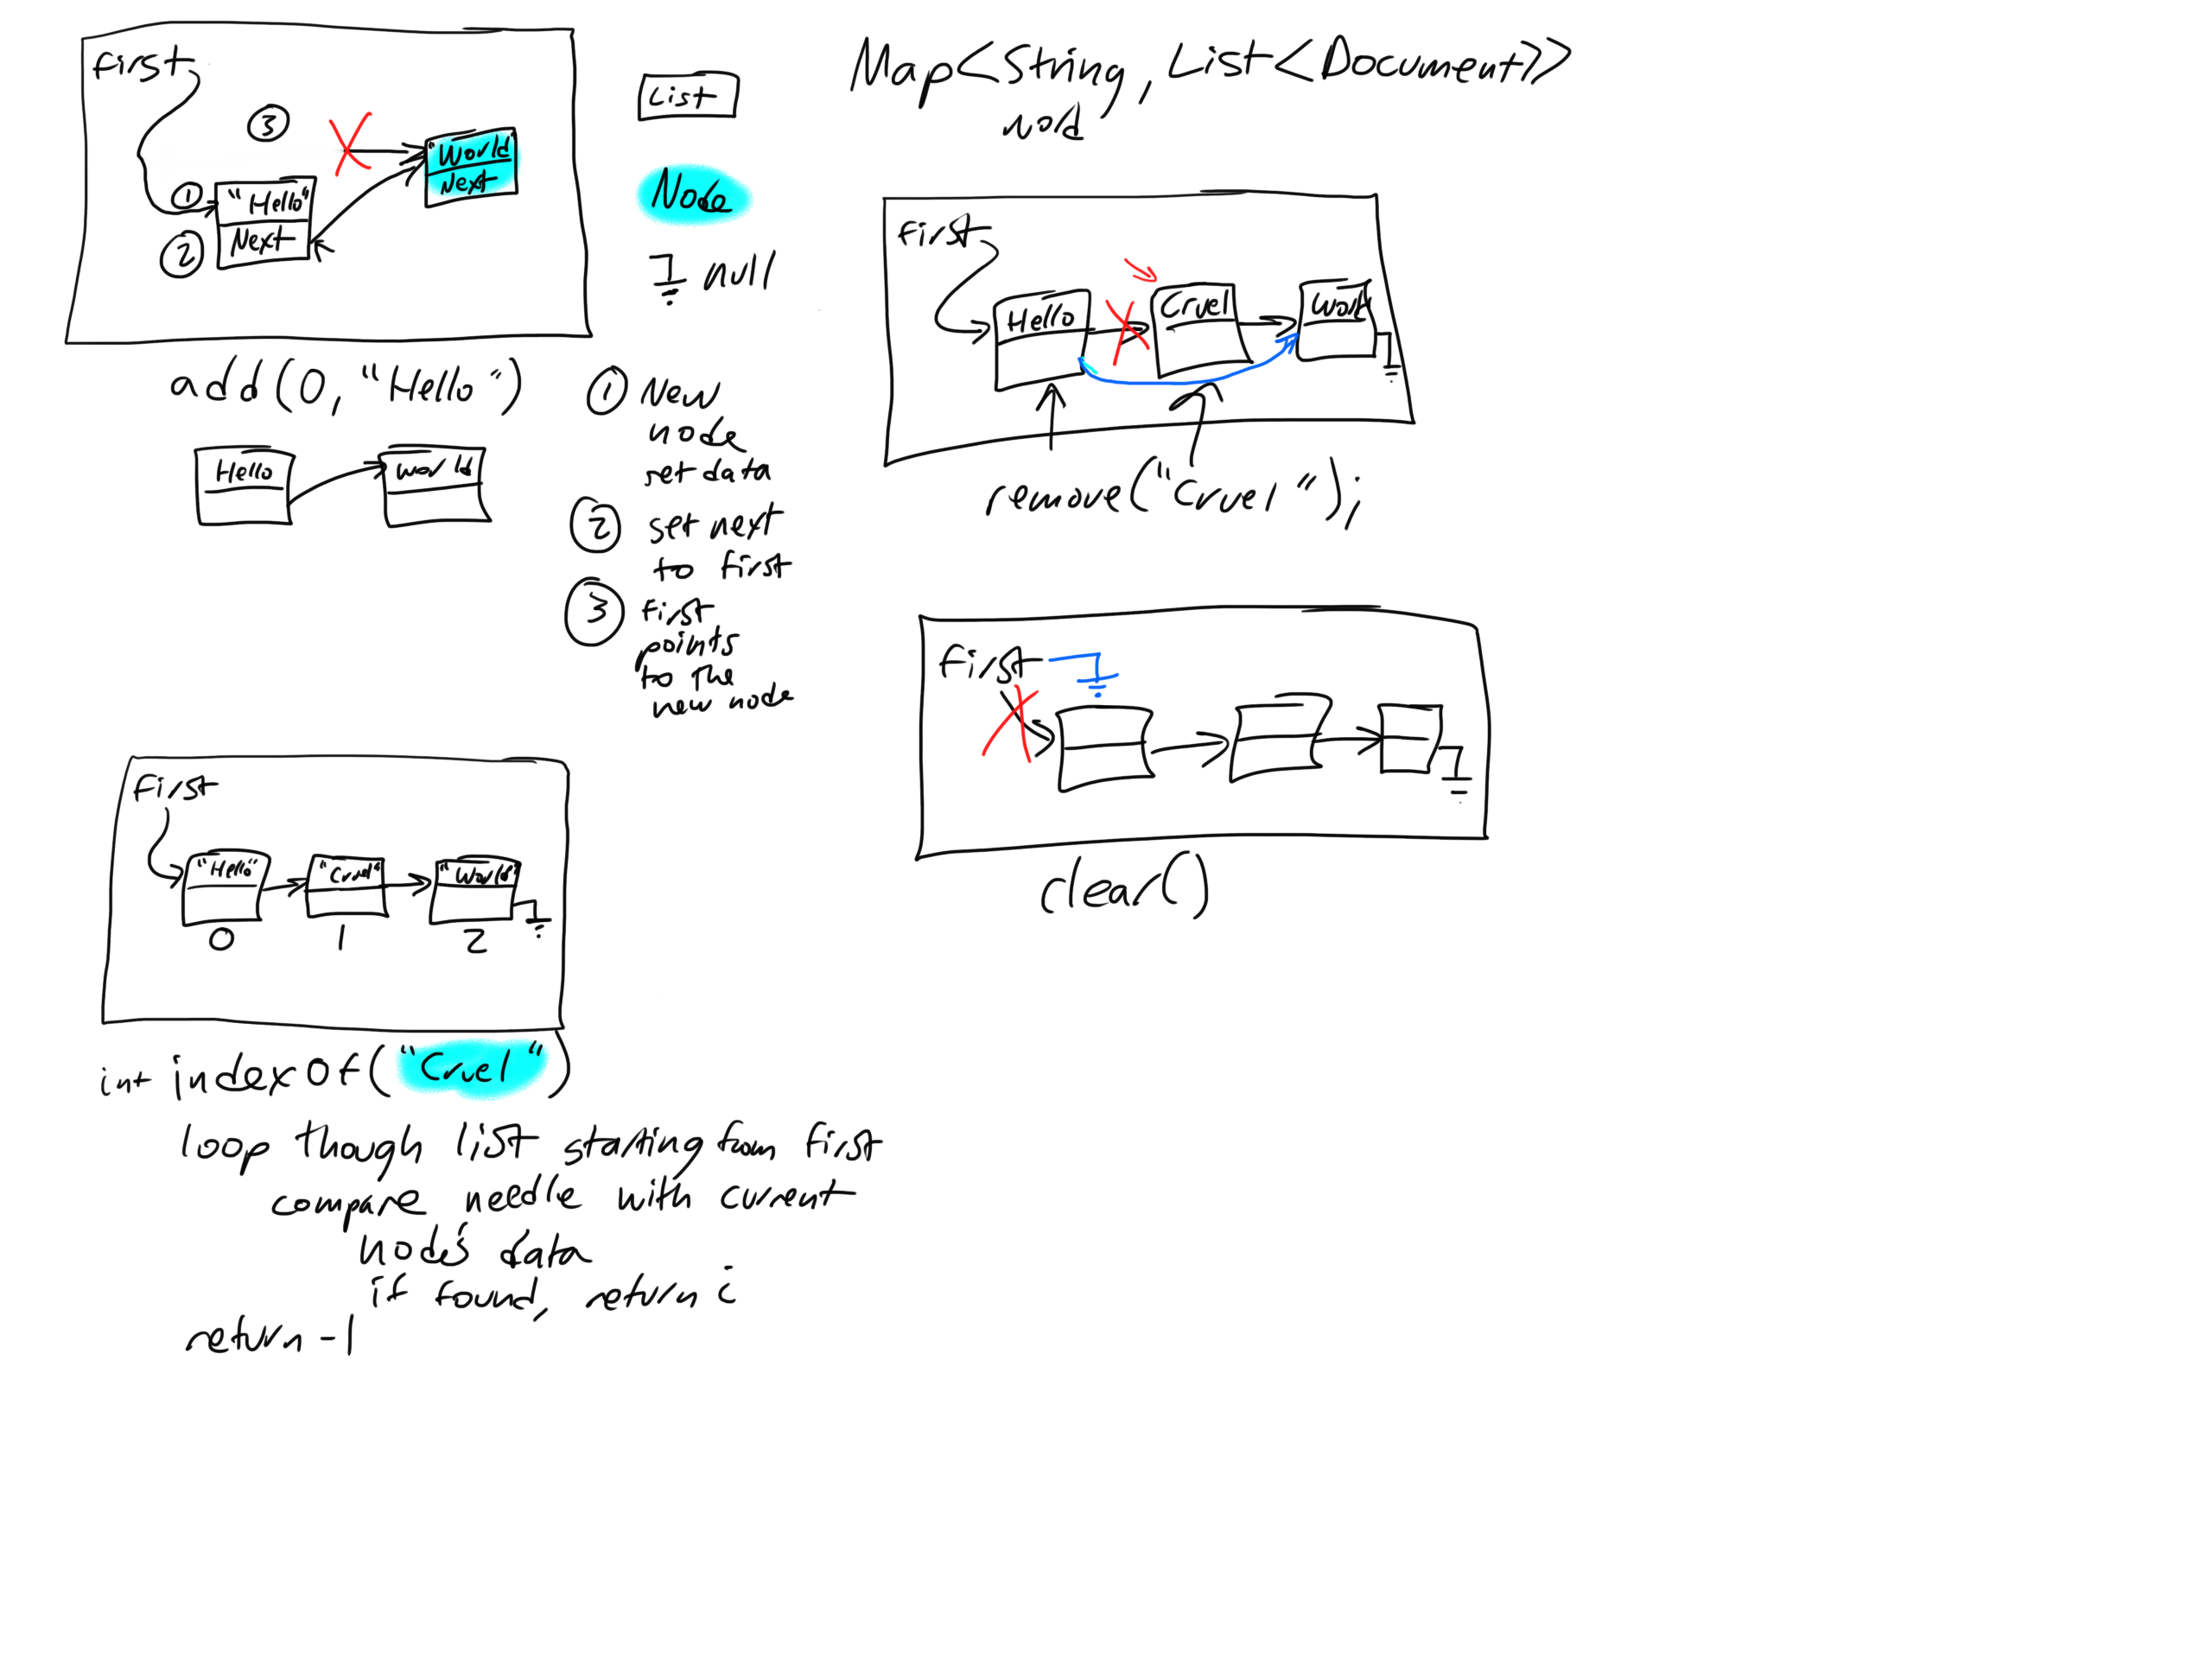 first
③
"World"
Next
①
"Hello"
②
Next
add(0, "Hello")
Hello
World
List
Node
null
① New
node
set data
② set next
to first
③ First
points
to the
new node
First
"Hello"
"Cruel"
"World"
0
1
2
int indexOf("Cruel")
loop though list starting from first
compare needle with current
node's data
if found, return i
return -1
Map<String, List<Document>>
word
first
Hello
Cruel
World
remove("Cruel");
First
clear()